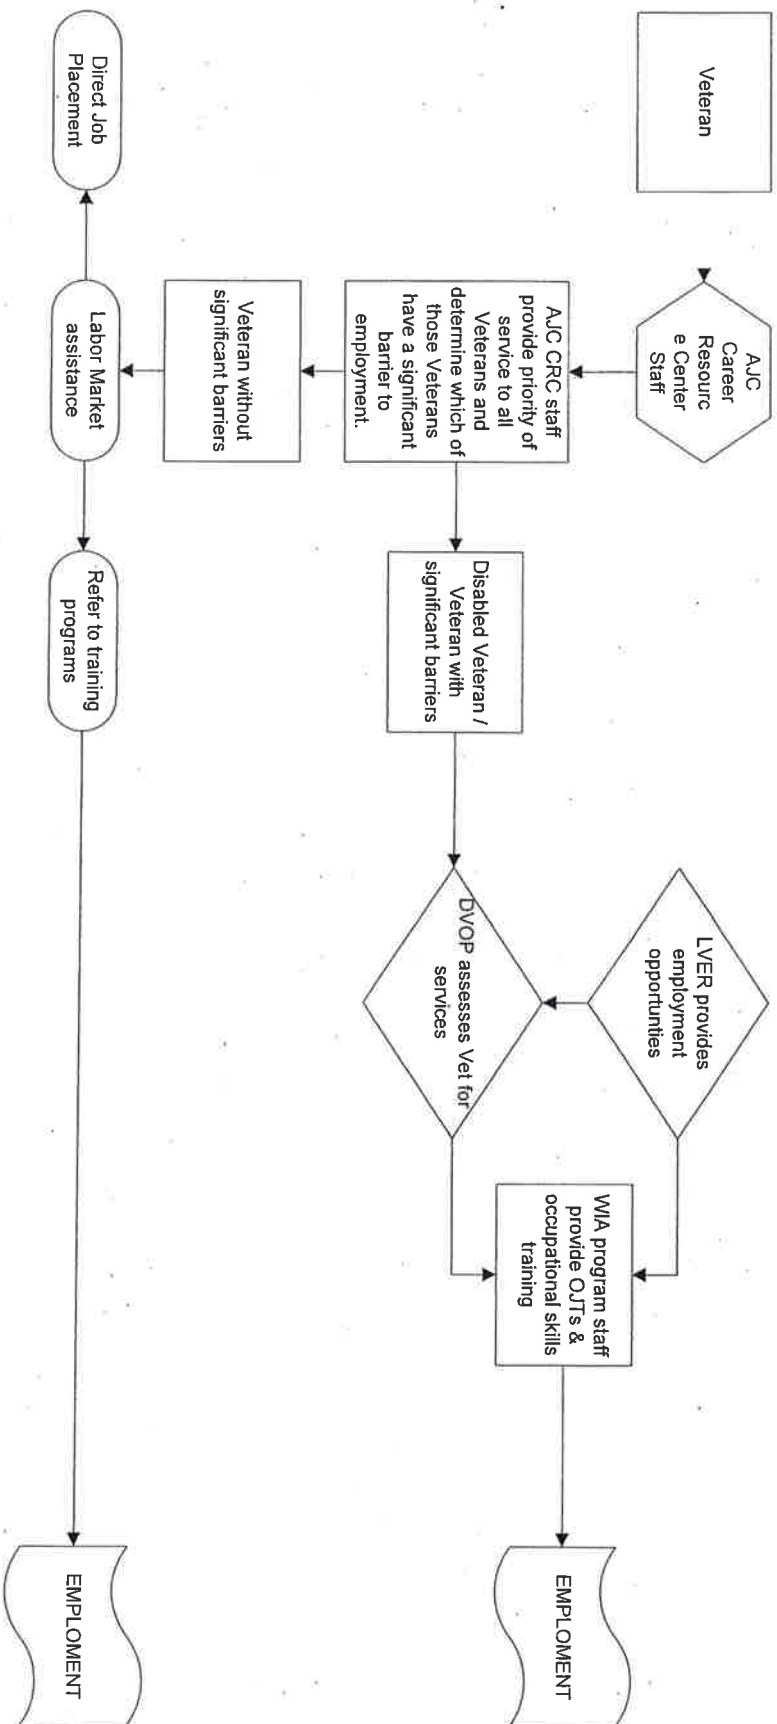 Veteran
AJC
Career
Resourc
e Center
Staff
AJC CRC staff
provide priority of
service to all
Veterans and
determine which of
those Veterans
have a significant
barrier to
employment.
Disabled Veteran /
Veteran with
significant barriers
LVER provides
employment
opportunties
DVOP assesses Vet for
services
WIA program staff
provide OJTs &
occupational skills
training
EMPLOMENT
Veteran without
significant barriers
Direct Job
Placement
Labor Market
assistance
Refer to training
programs
EMPLOMENT